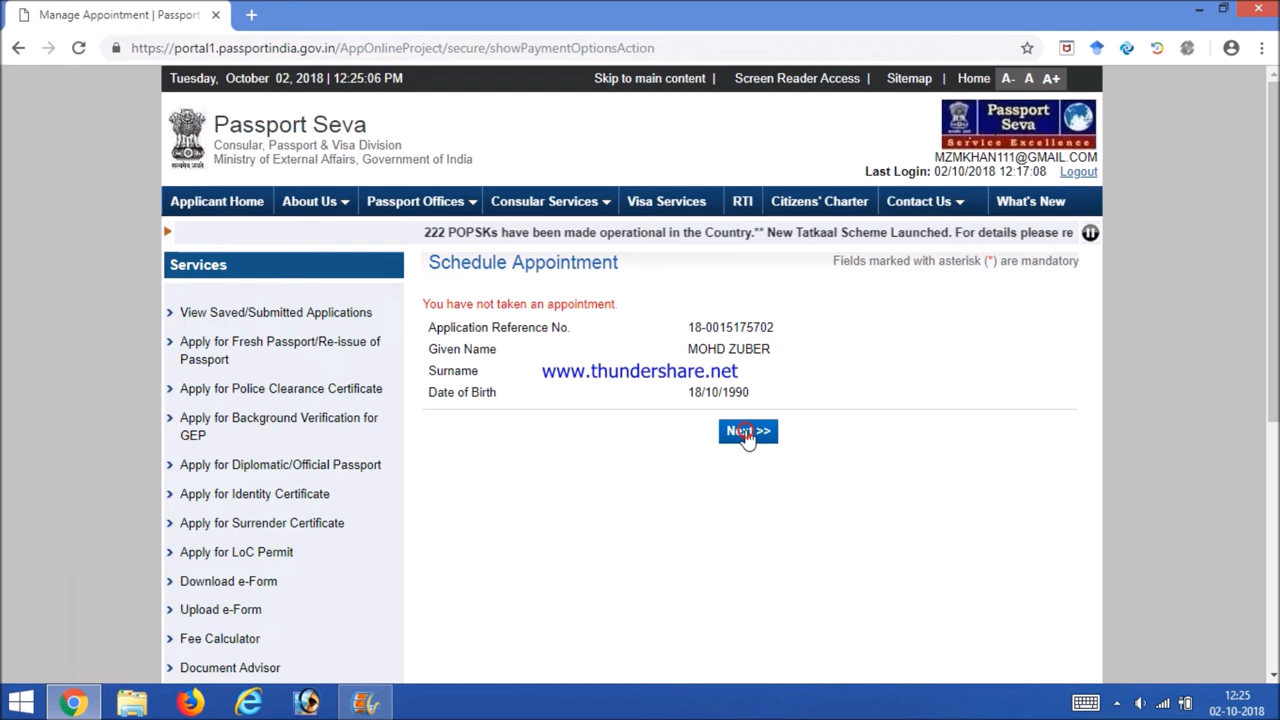 Manage Appointment | Passport
https://portal1.passportindia.gov.in/AppOnlineProject/secure/showPaymentOptionsAction
Tuesday, October 02, 2018 | 12:25:06 PM
Skip to main content | Screen Reader Access | Sitemap | Home A- A A+
Passport Seva
Consular, Passport & Visa Division
Ministry of External Affairs, Government of India
Passport
Seva
Service Excellence
MZMKHAN111@GMAIL.COM
Last Login: 02/10/2018 12:17:08 Logout
Applicant Home About Us Passport Offices Consular Services Visa Services RTI Citizens' Charter Contact Us What's New
222 POPSKs have been made operational in the Country.** New Tatkaal Scheme Launched. For details please re
Services
View Saved/Submitted Applications
Apply for Fresh Passport/Re-issue of
Passport
Apply for Police Clearance Certificate
Apply for Background Verification for
GEP
Apply for Diplomatic/Official Passport
Apply for Identity Certificate
Apply for Surrender Certificate
Apply for LoC Permit
Download e-Form
Upload e-Form
Fee Calculator
Document Advisor
Schedule Appointment
Fields marked with asterisk (*) are mandatory
You have not taken an appointment.
Application Reference No. 18-0015175702
Given Name MOHD ZUBER
Surname
www.thundershare.net
Date of Birth 18/10/1990
Next >>
12:25
02-10-2018